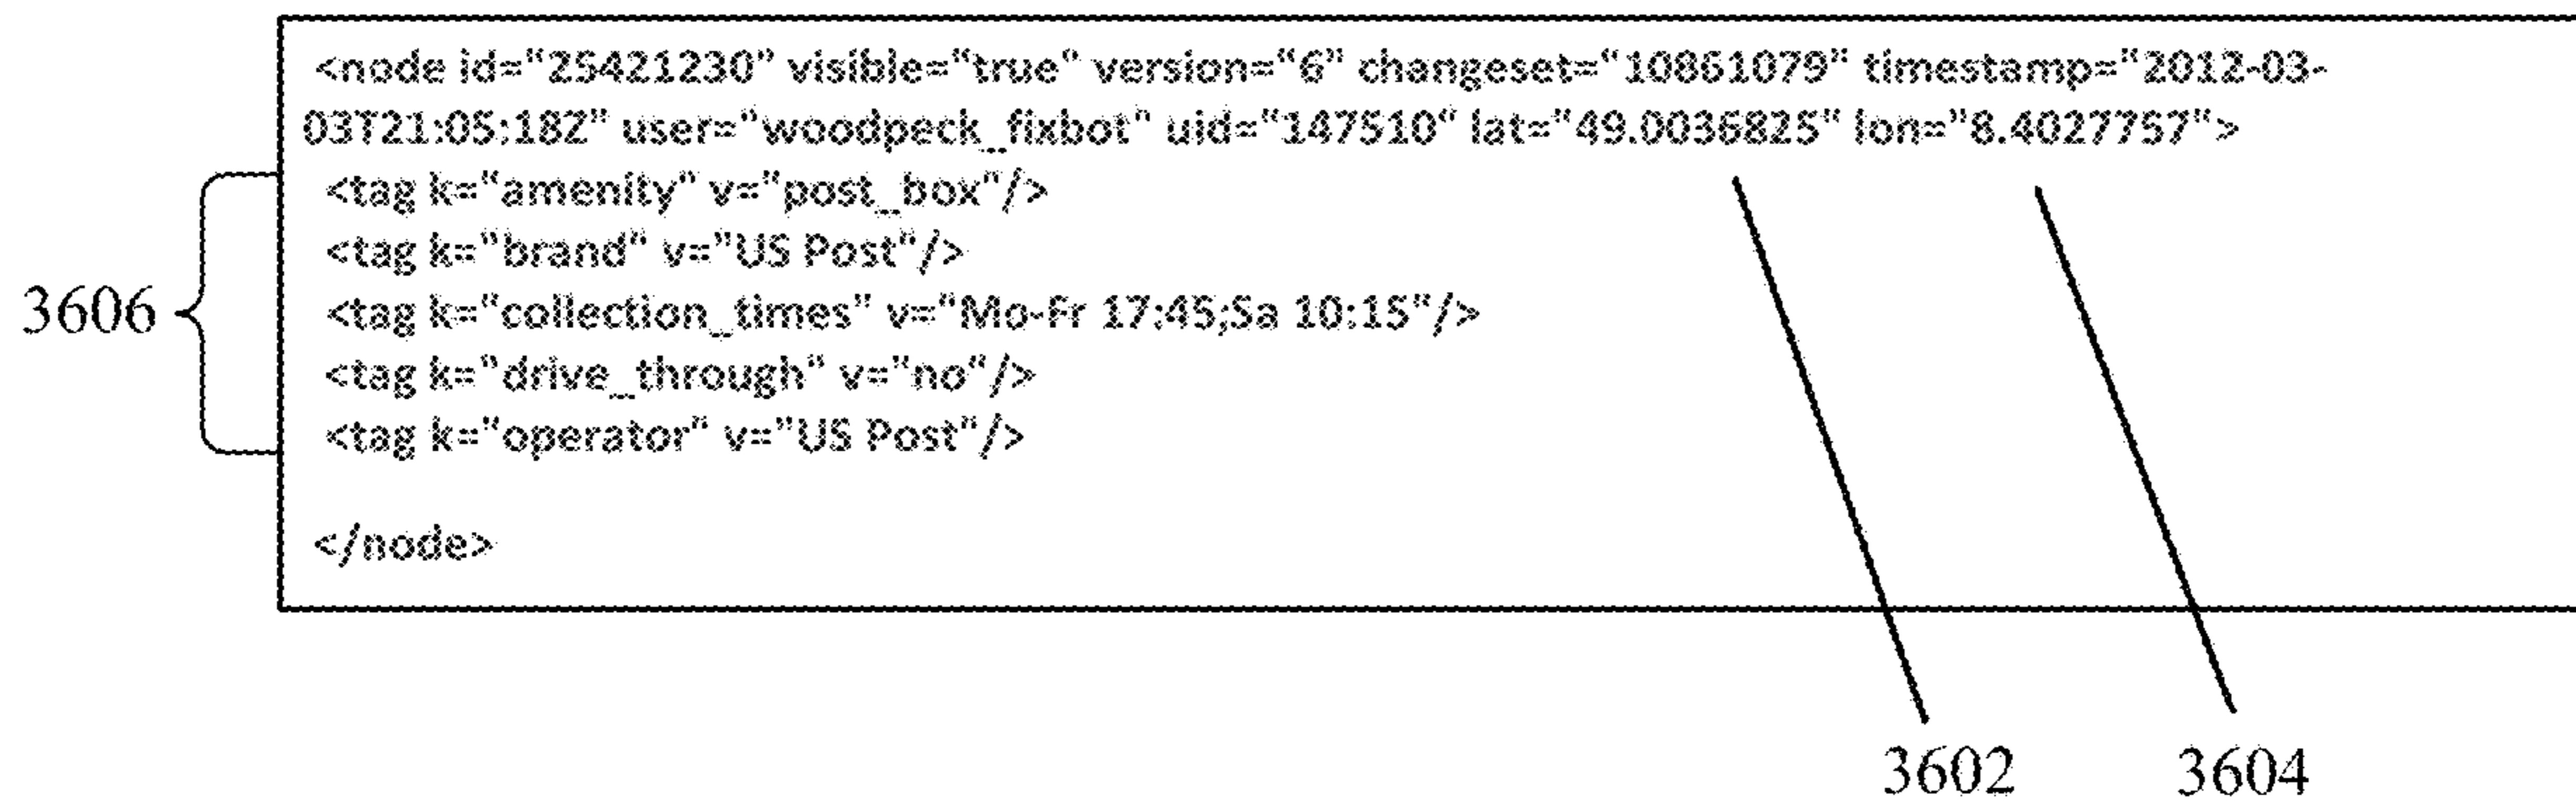 <node id="25421230" visible="true" version="6" changeset="10861079" timestamp="2012-03-
03T21:05:18Z" user="woodpeck_fixbot" uid="147510" lat="49.0036825" lon="8.4027757">
<tag k="amenity" v="post_box"/>
<tag k="brand" v="US Post"/>
3606
<tag k="collection_times" v="Mo-Fr 17:45;Sa 10:15"/>
<tag k="drive_through" v="no"/>
<tag k="operator" v="US Post"/>
</node>
3602 3604